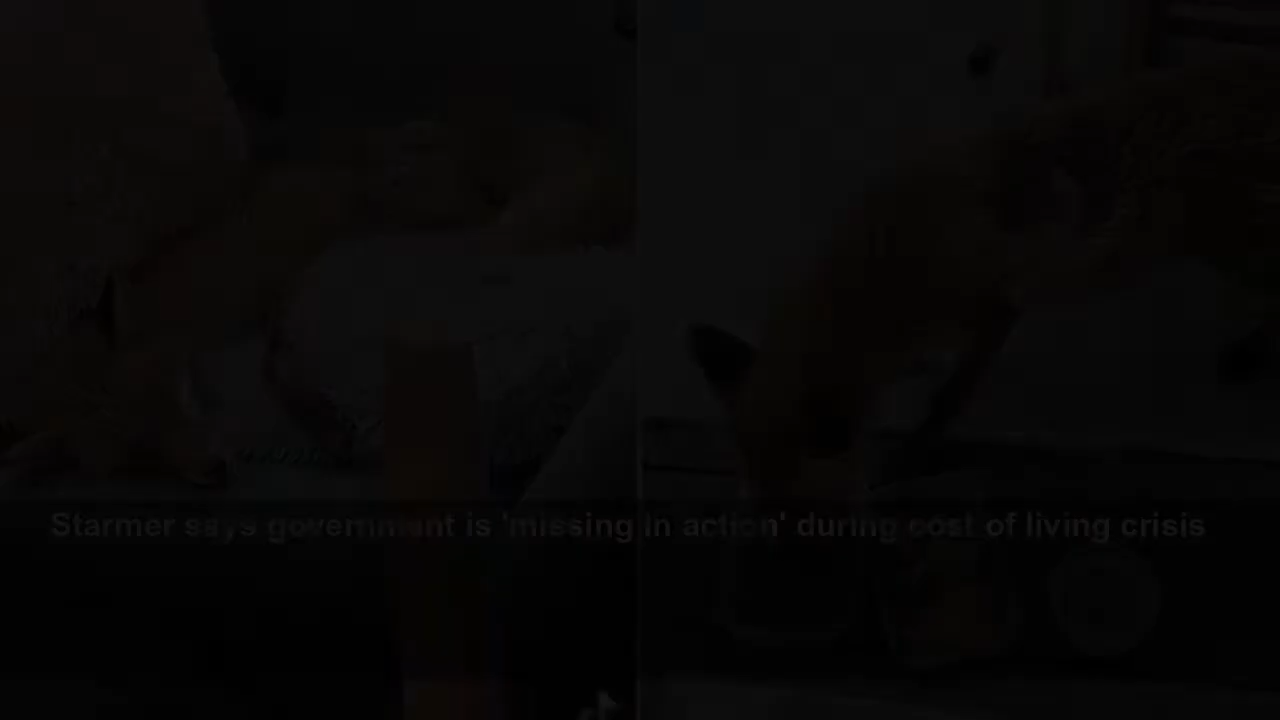 Starmer says government is 'missing in action' during cost of living crisis